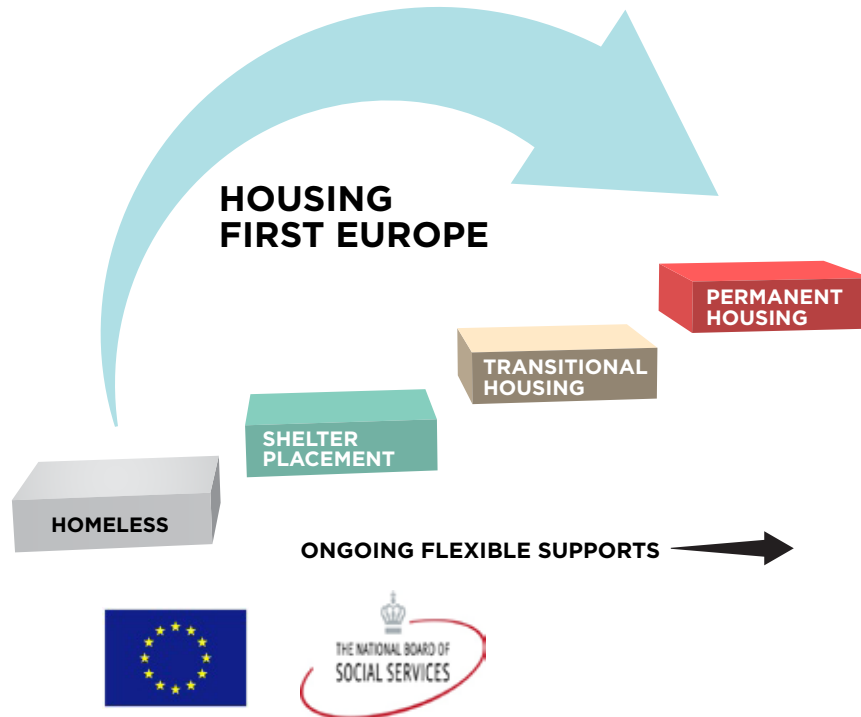 HOUSING
FIRST EUROPE
PERMANENT
HOUSING
TRANSITIONAL
HOUSING
SHELTER
PLACEMENT
HOMELESS
ONGOING FLEXIBLE SUPPORTS
THE NATIONAL BOARD OF
SOCIAL SERVICES